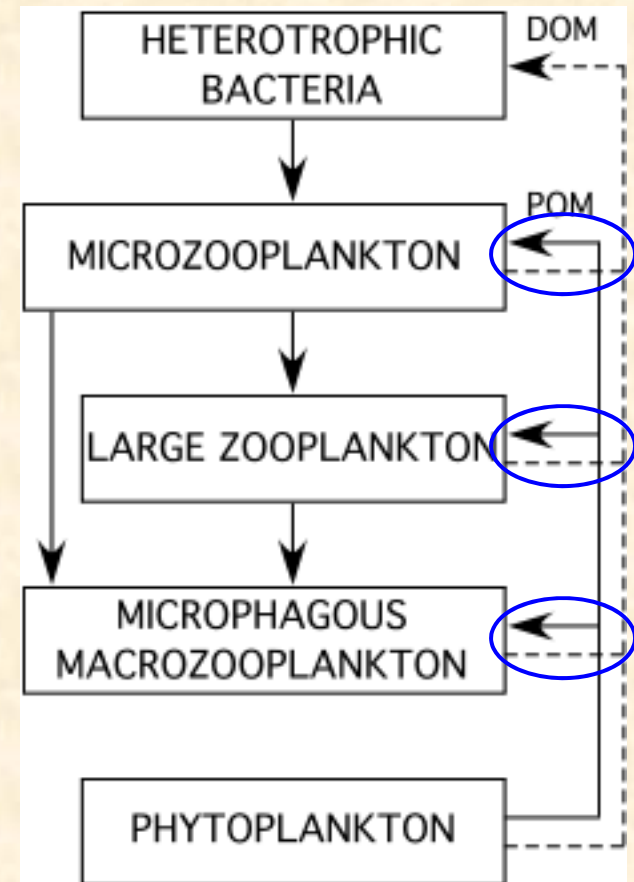 HETEROTROPHIC
BACTERIA
DOM
POM
MICROZOOPLANKTON
LARGE ZOOPLANKTON
MICROPHAGOUS
MACROZOOPLANKTON
PHYTOPLANKTON